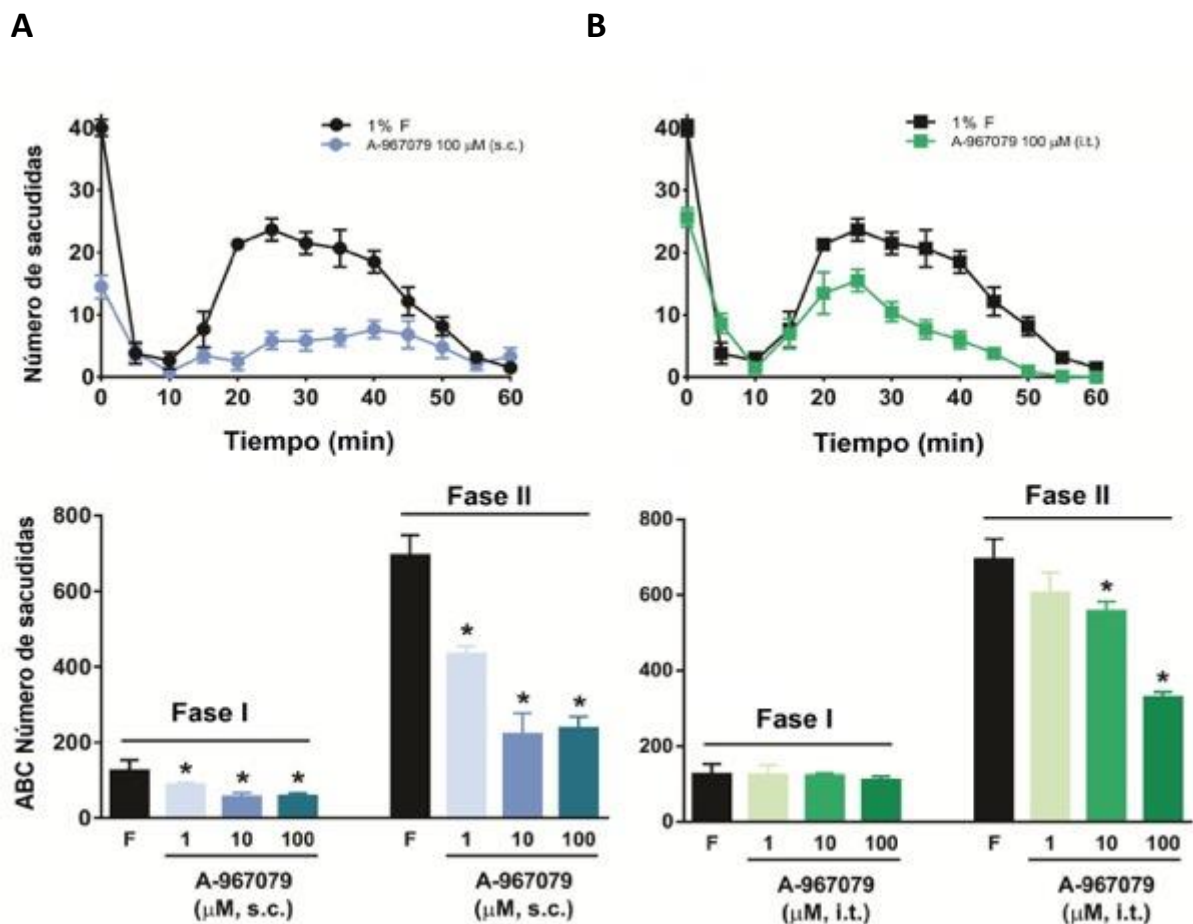 A
B
1% F
A-967079 100 µM (s.c.)
Número de sacudidas
40
30
20
10
0
0 10 20 30 40 50 60
Tiempo (min)
1% F
A-967079 100 µM (i.t.)
40
30
20
10
0
0 10 20 30 40 50 60
Tiempo (min)
ABC Número de sacudidas
800
600
400
200
0
Fase I
Fase II
* * *
* * *
F 1 10 100
A-967079
(µM, s.c.)
F 1 10 100
A-967079
(µM, s.c.)
800
600
400
200
0
Fase I
Fase II
* *
F 1 10 100
A-967079
(µM, i.t.)
F 1 10 100
A-967079
(µM, i.t.)